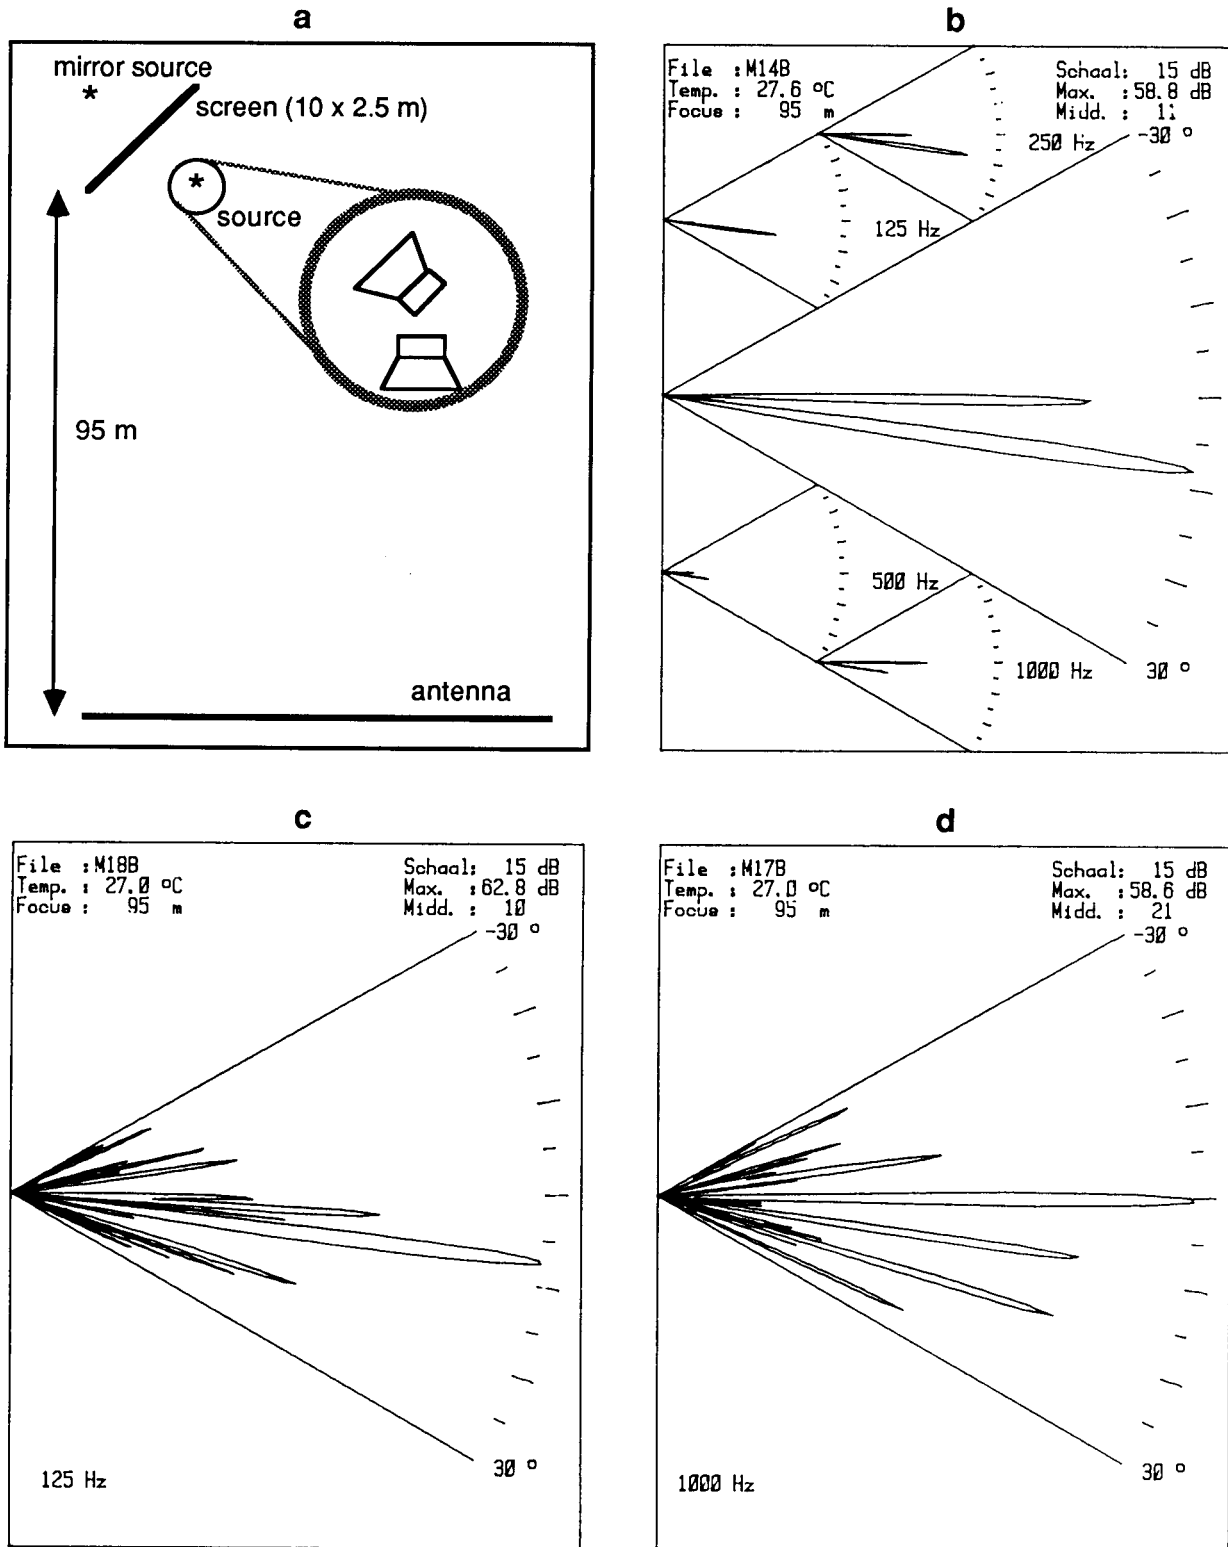 a
mirror source
*
screen (10 x 2.5 m)
*
source
95 m
antenna
b
File :M14B
Temp. : 27.6 ºC
Focus : 95 m
Schaal: 15 dB
Max. :58.8 dB
Midd. : 11
-30 º
250 Hz
125 Hz
500 Hz
1000 Hz
30 º
c
File :M18B
Temp. : 27.0 ºC
Focus : 95 m
Schaal: 15 dB
Max. :62.8 dB
Midd. : 10
-30 º
30 º
125 Hz
d
File :M17B
Temp. : 27.0 ºC
Focus : 95 m
Schaal: 15 dB
Max. :58.6 dB
Midd. : 21
-30 º
30 º
1000 Hz